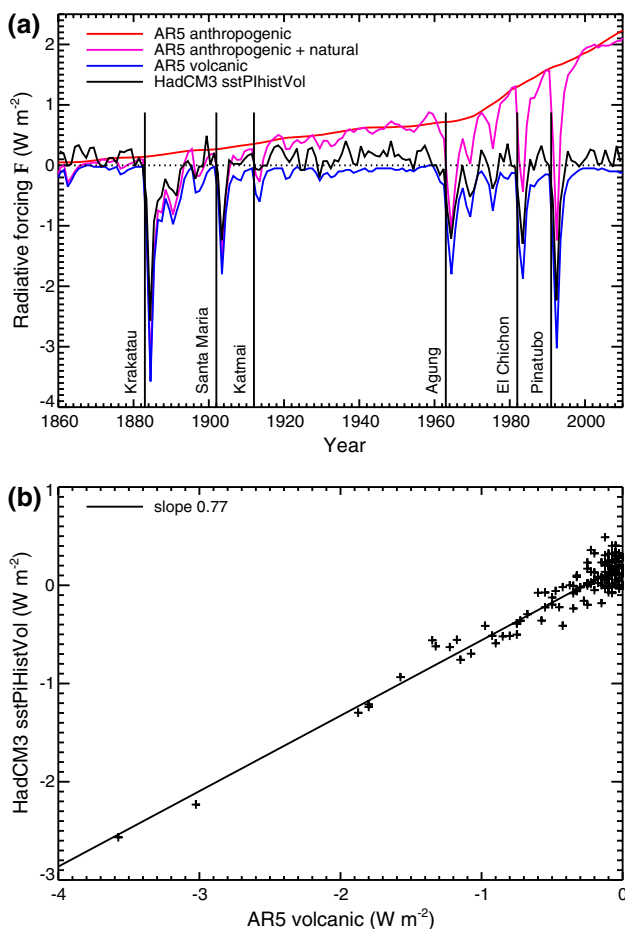 (a)
AR5 anthropogenic
AR5 anthropogenic + natural
AR5 volcanic
HadCM3 sstPIhistVol
Radiative forcing F (W m-2)
2
1
0
-1
-2
-3
-4
Krakatau
Santa Maria
Katmai
Agung
El Chichon
Pinatubo
1860 1880 1900 1920 1940 1960 1980 2000
Year
(b)
slope 0.77
HadCM3 sstPiHistVol (W m-2)
1
0
-1
-2
-3
-4 -3 -2 -1 0
AR5 volcanic (W m-2)